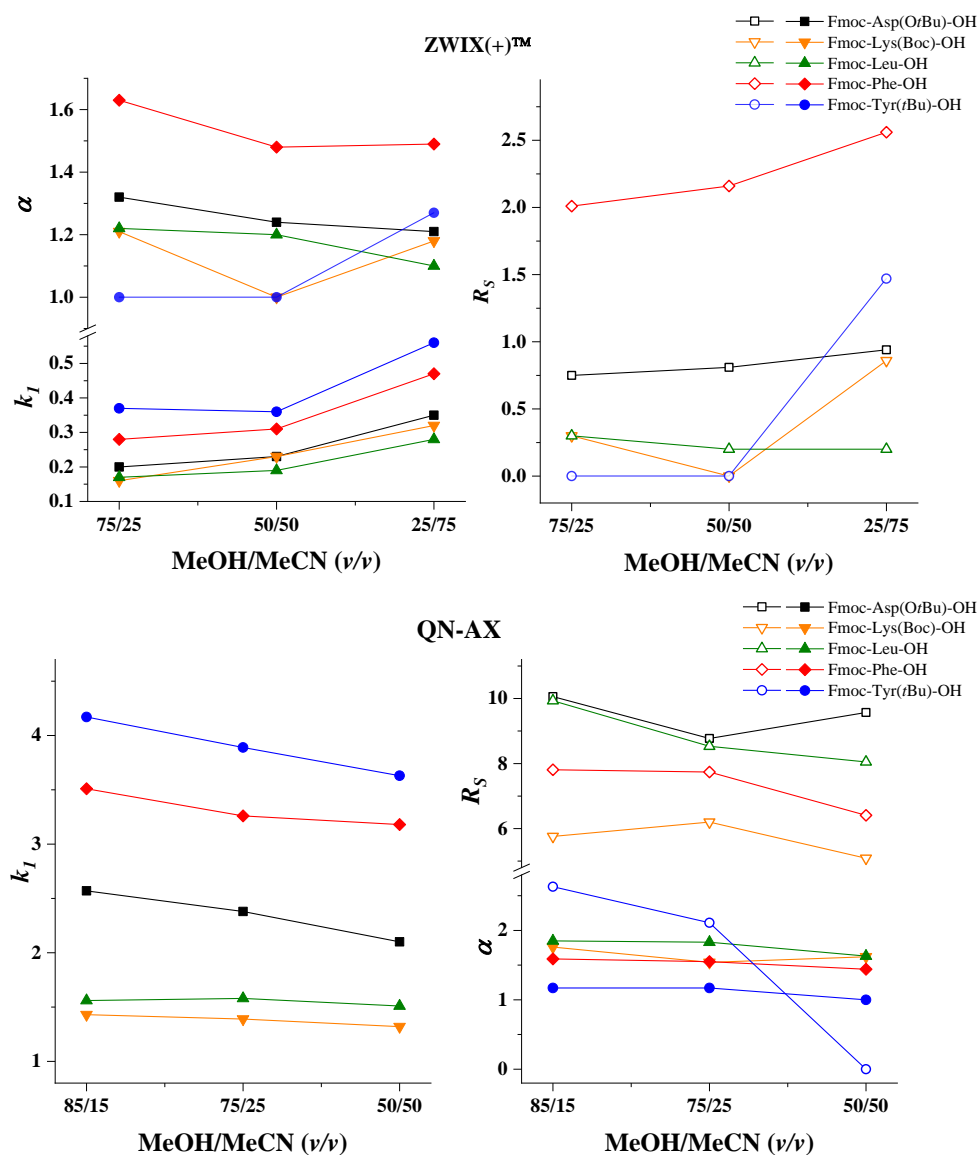 ZWIX(+)™
Fmoc-Asp(OtBu)-OH
Fmoc-Lys(Boc)-OH
Fmoc-Leu-OH
Fmoc-Phe-OH
Fmoc-Tyr(tBu)-OH
α
1.6
1.4
1.2
1.0
k1
0.5
0.4
0.3
0.2
0.1
75/25 50/50 25/75
MeOH/MeCN (v/v)
RS
2.5
2.0
1.5
1.0
0.5
0.0
75/25 50/50 25/75
MeOH/MeCN (v/v)
QN-AX
Fmoc-Asp(OtBu)-OH
Fmoc-Lys(Boc)-OH
Fmoc-Leu-OH
Fmoc-Phe-OH
Fmoc-Tyr(tBu)-OH
k1
4
3
2
1
85/15 75/25 50/50
MeOH/MeCN (v/v)
RS
10
8
6
α
2
1
0
85/15 75/25 50/50
MeOH/MeCN (v/v)